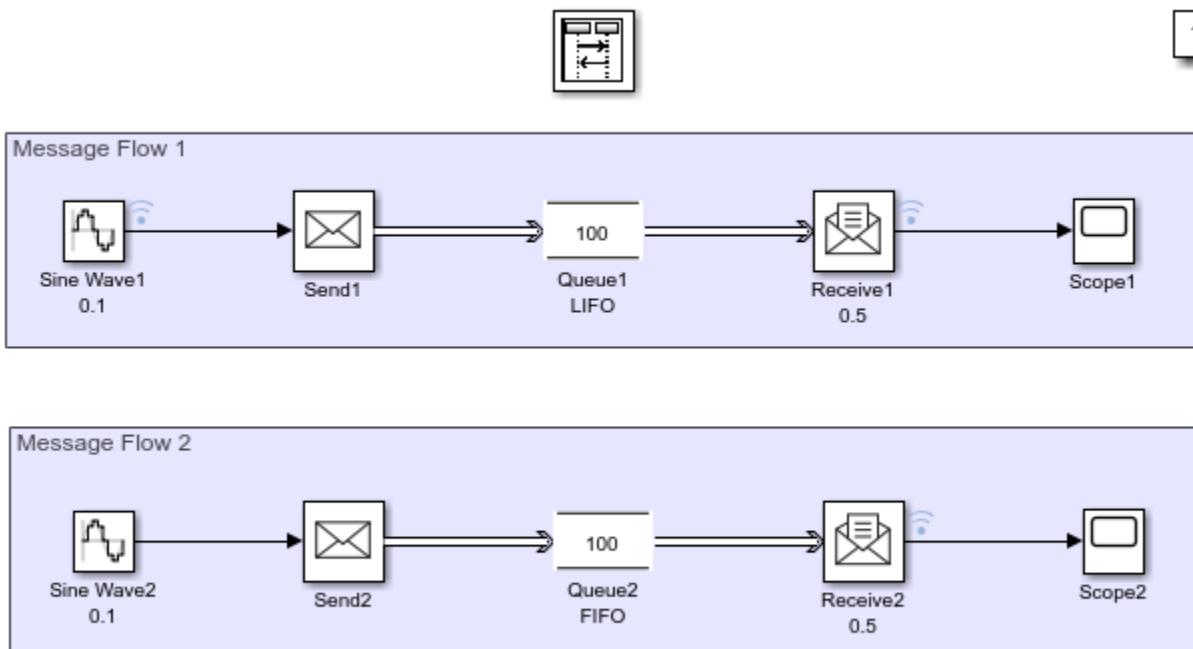 Message Flow 1
100
Sine Wave1
0.1
Send1
Queue1
LIFO
Receive1
0.5
Scope1
Message Flow 2
100
Sine Wave2
0.1
Send2
Queue2
FIFO
Receive2
0.5
Scope2